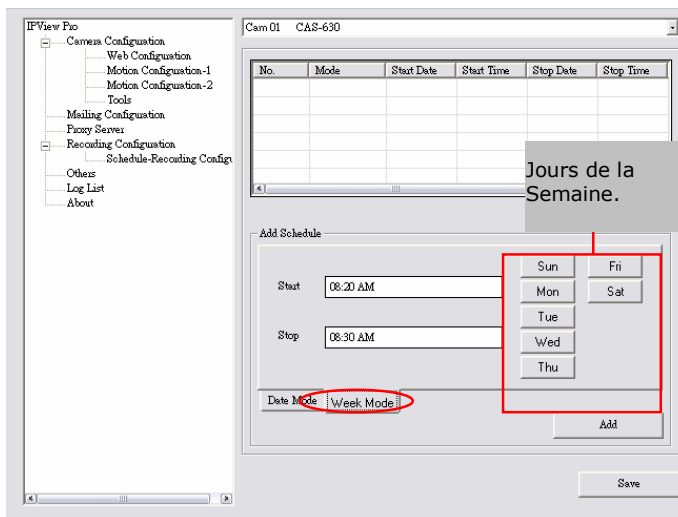 IPView Pro
Camera Configuration
Web Configuration
Motion Configuration-1
Motion Configuration-2
Tools
Mailing Configuration
Proxy Server
Recording Configuration
Schedule-Recording Configu
Others
Log List
About
Cam 01 CAS-630
No. Mode Start Date Start Time Stop Date Stop Time
Jours de la
Semaine.
Add Schedule
Start 08:20 AM
Stop 08:30 AM
Sun Fri
Mon Sat
Tue
Wed
Thu
Date Mode Week Mode
Add
Save